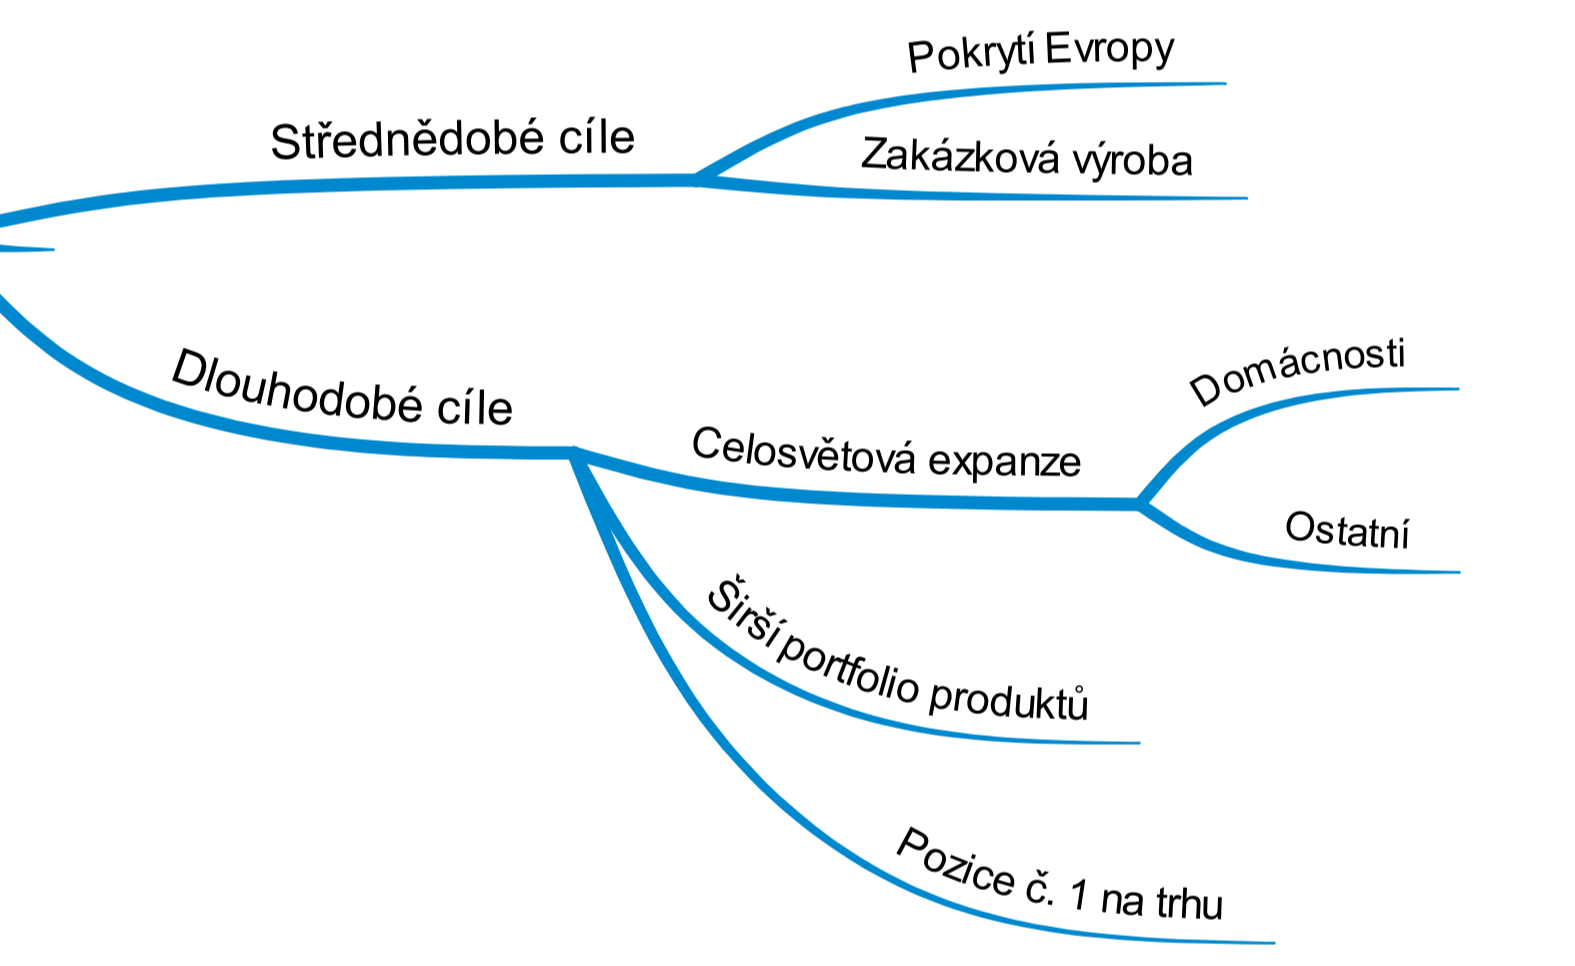 Pokrytí Evropy
Střednědobé cíle
Zakázková výroba
Dlouhodobé cíle
Celosvětová expanze
Domácnosti
Ostatní
Širší portfolio produktů
Pozice č. 1 na trhu